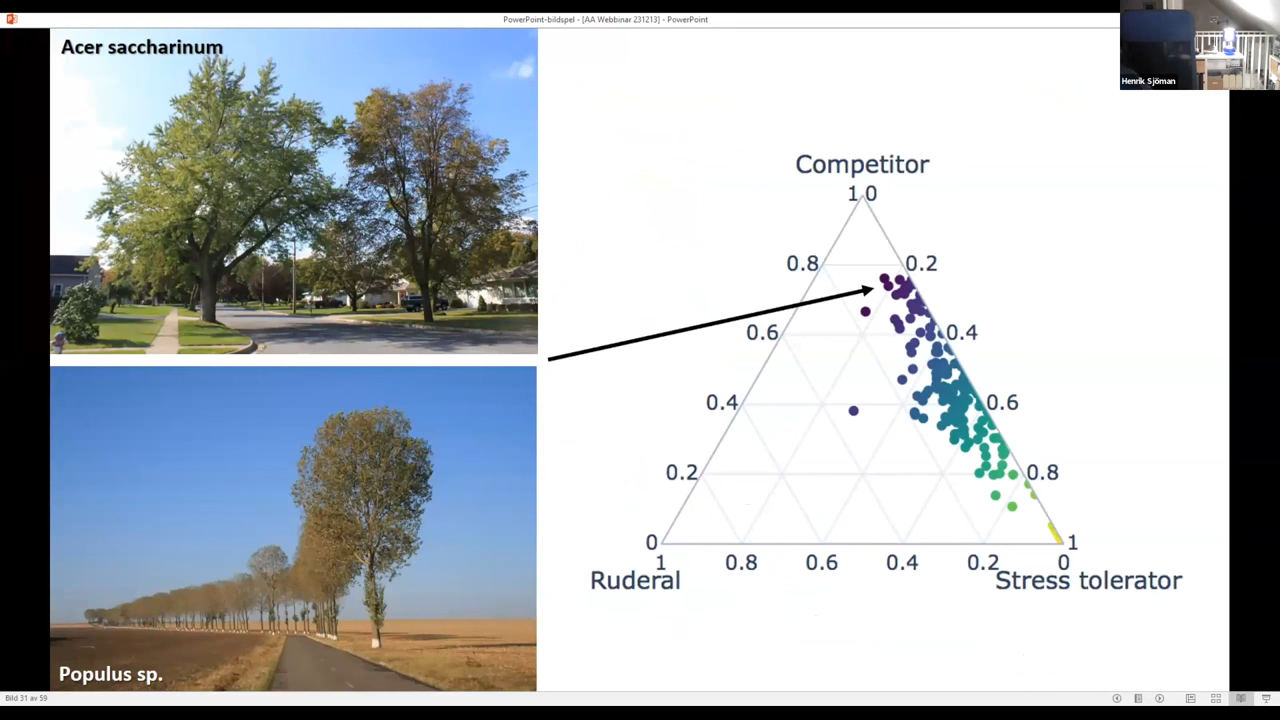 PowerPoint-bildspel - [AA Webbinar 231213] - PowerPoint
Henrik Sjöman
Acer saccharinum
Populus sp.
Competitor
1.0
0.8
0.2
0.6
0.4
0.4
0.6
0.2
0.8
0
1
1
0.8
0.6
0.4
0.2
0
Ruderal
Stress tolerator
Bild 31 av 59